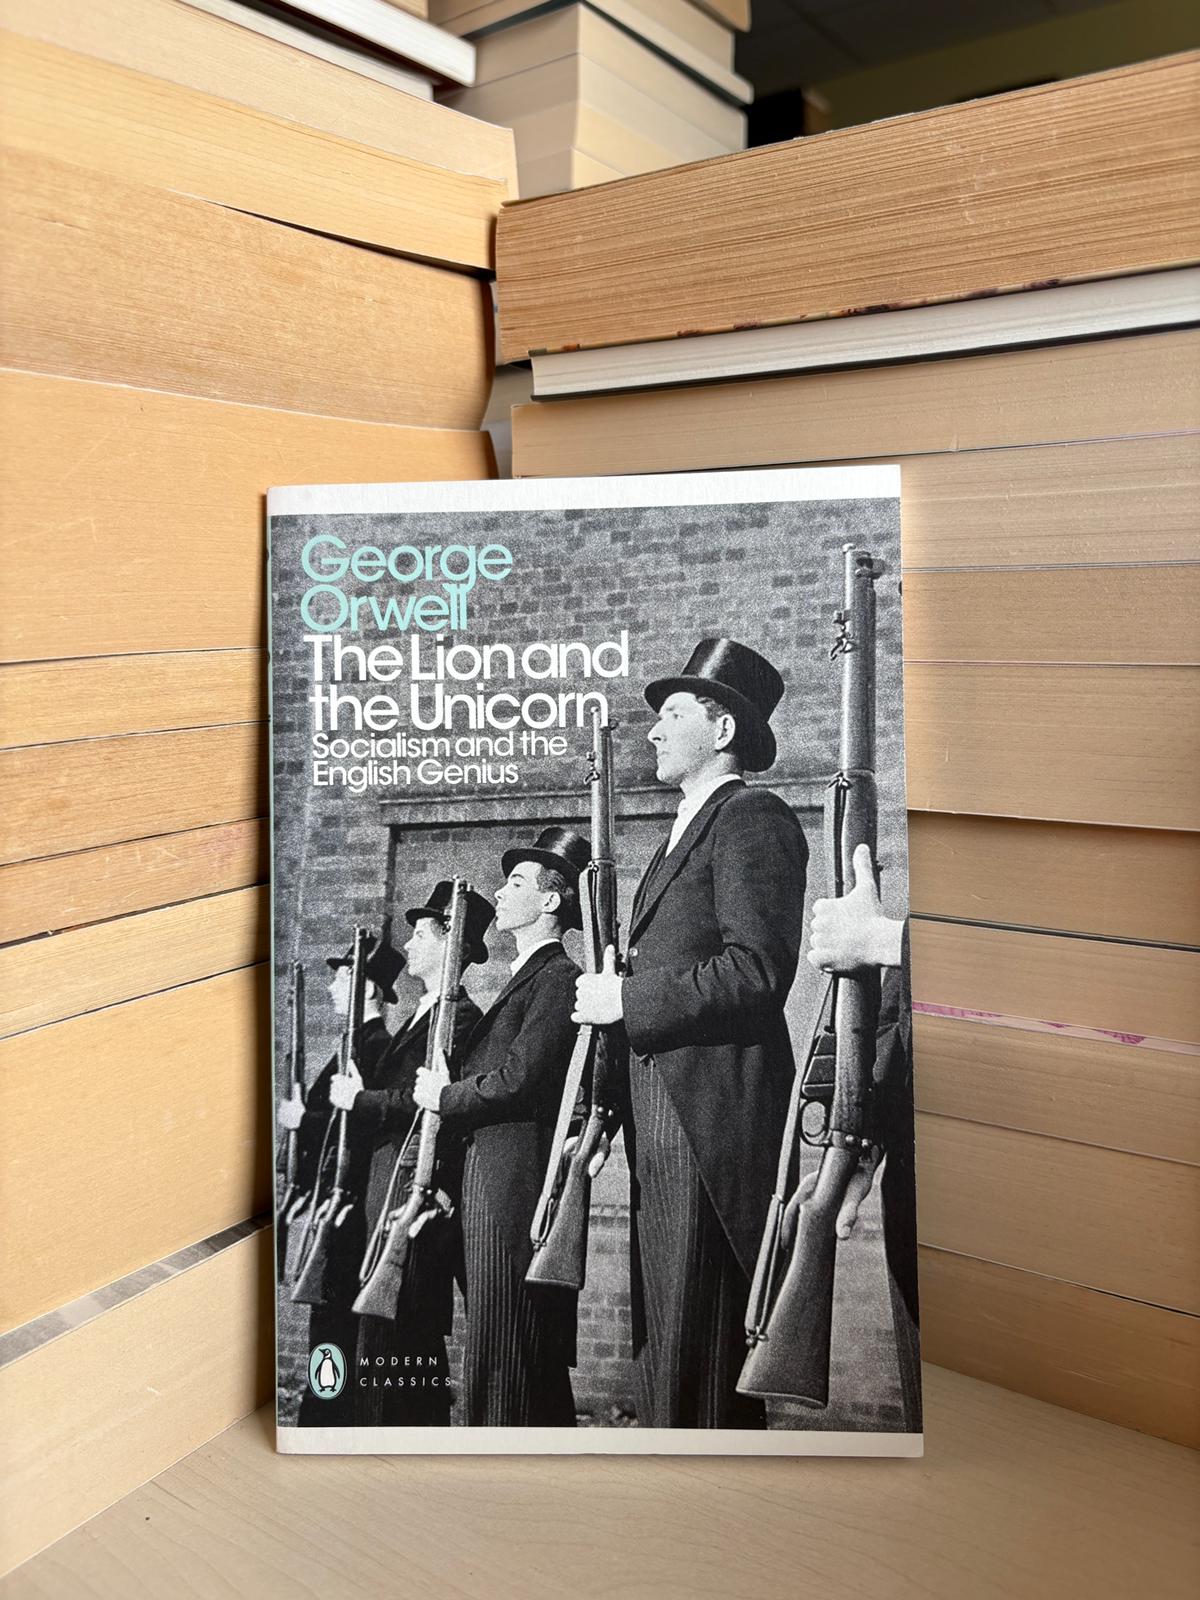 George
Orwell
The Lion and
the Unicorn
Socialism and the
English Genius
MODERN
CLASSICS